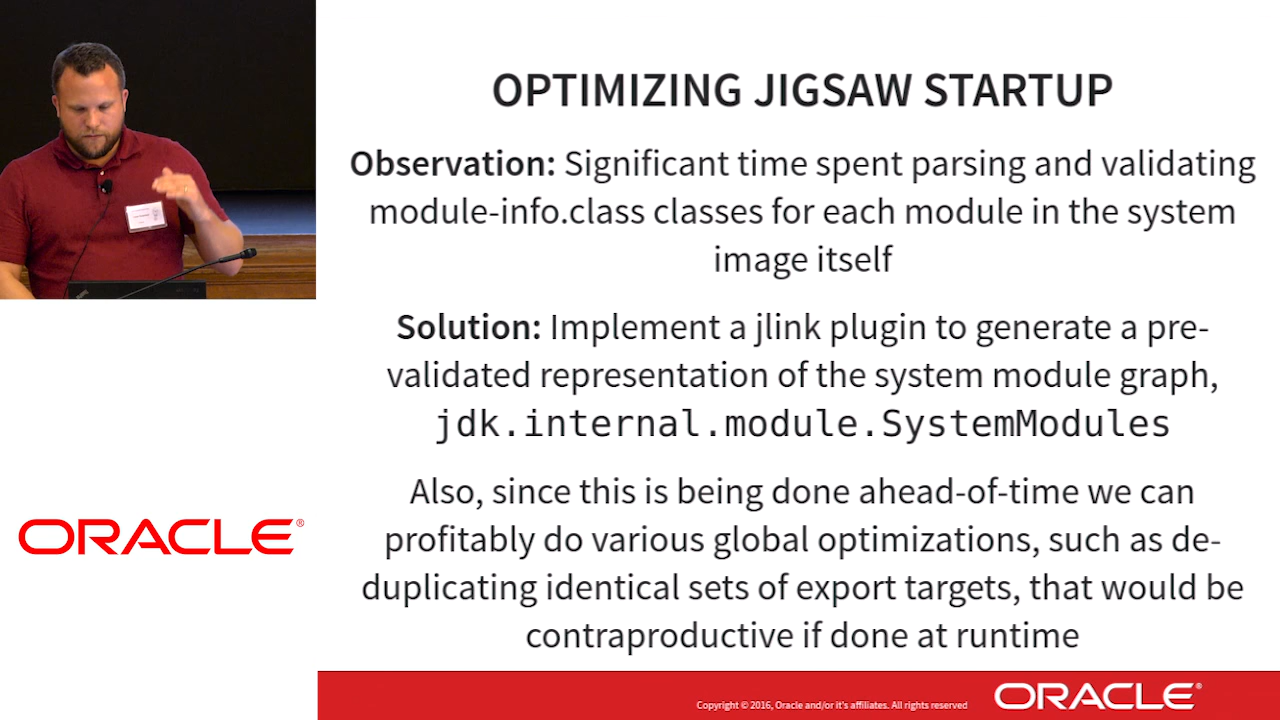 OPTIMIZING JIGSAW STARTUP
Observation: Significant time spent parsing and validating
module-info.class classes for each module in the system
image itself
Solution: Implement a jlink plugin to generate a pre-
validated representation of the system module graph,
jdk.internal.module.SystemModules
Also, since this is being done ahead-of-time we can
profitably do various global optimizations, such as de-
duplicating identical sets of export targets, that would be
contraproductive if done at runtime
ORACLE®
Copyright © 2016, Oracle and/or it's affiliates. All rights reserved
ORACLE®